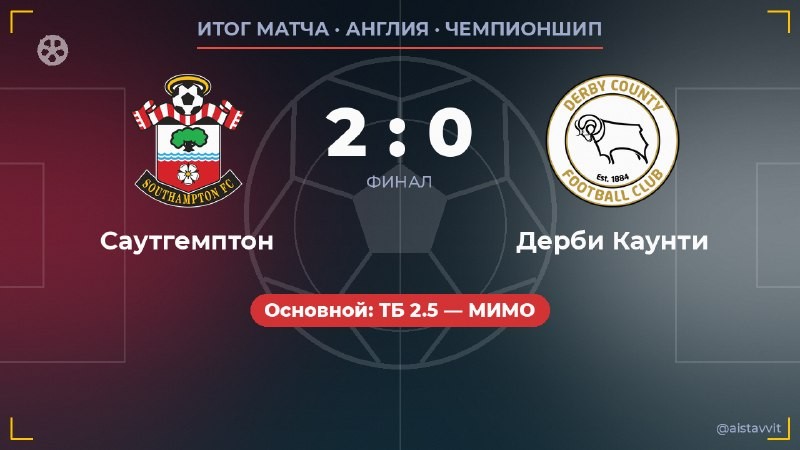 ИТОГ МАТЧА · АНГЛИЯ · ЧЕМПИОНШИП
2 : 0
ФИНАЛ
SOUTHAMPTON FC
DERBY COUNTY
Est. 1884
FOOTBALL CLUB
Саутгемптон
Дерби Каунти
Основной: ТБ 2.5 — МИМО
@aistavvit